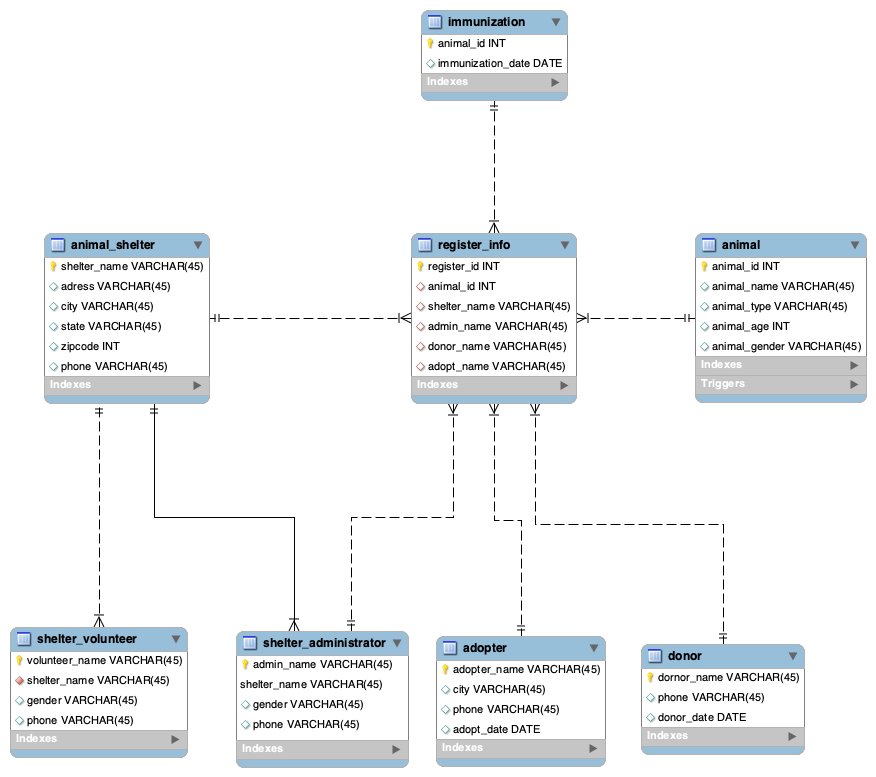 immunization
animal_id INT
immunization_date DATE
Indexes
animal_shelter
shelter_name VARCHAR(45)
adress VARCHAR(45)
city VARCHAR(45)
state VARCHAR(45)
zipcode INT
phone VARCHAR(45)
Indexes
register_info
register_id INT
animal_id INT
shelter_name VARCHAR(45)
admin_name VARCHAR(45)
donor_name VARCHAR(45)
adopt_name VARCHAR(45)
Indexes
animal
animal_id INT
animal_name VARCHAR(45)
animal_type VARCHAR(45)
animal_age INT
animal_gender VARCHAR(45)
Indexes
Triggers
shelter_volunteer
volunteer_name VARCHAR(45)
shelter_name VARCHAR(45)
gender VARCHAR(45)
phone VARCHAR(45)
Indexes
shelter_administrator
admin_name VARCHAR(45)
shelter_name VARCHAR(45)
gender VARCHAR(45)
phone VARCHAR(45)
Indexes
adopter
adopter_name VARCHAR(45)
city VARCHAR(45)
phone VARCHAR(45)
adopt_date DATE
Indexes
donor
dornor_name VARCHAR(45)
phone VARCHAR(45)
donor_date DATE
Indexes